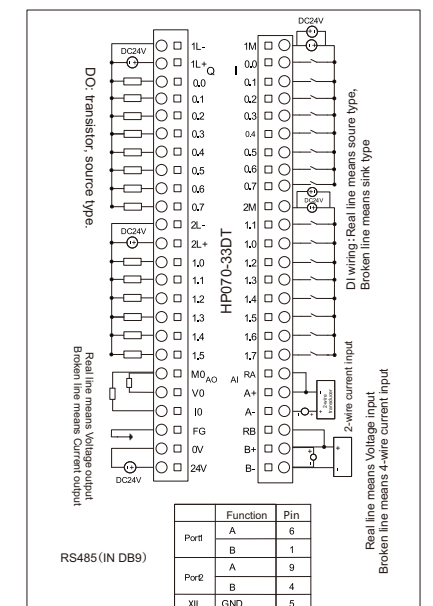 DC24V
1L-
1L+
Q
0.0
0.1
0.2
0.3
0.4
0.5
0.6
0.7
DC24V
2L-
2L+
1.0
1.1
1.2
1.3
1.4
1.5
M0
AO
V0
I0
FG
0V
24V
DC24V
DO: transistor, source type.
Real line means Voltage output
Broken line means Current output
HP070-33DT
DC24V
1M
I
0.0
0.1
0.2
0.3
0.4
0.5
0.6
0.7
DC24V
2M
1.1
1.0
1.2
1.3
1.4
1.5
1.6
1.7
AI
RA
A+
A-
RB
B+
B-
2-wire
transducer
DI wiring:Real line means soure type,
Broken line means sink type
2-wire current input
Real line means Voltage input
Broken line means 4-wire current input
RS485(IN DB9)
Function Pin
Port1 A 6
B 1
Port2 A 9
B 4
GND 5